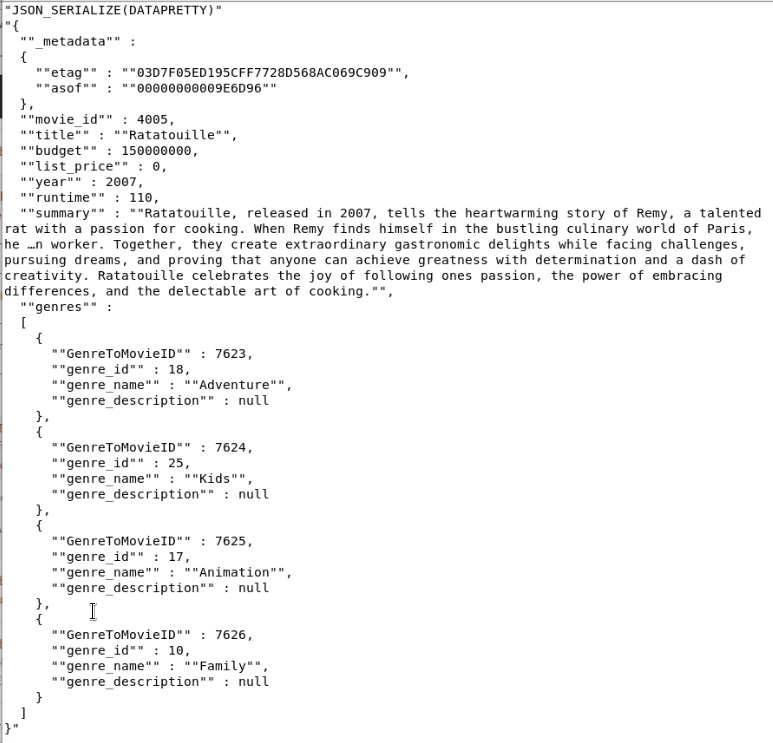 "JSON_SERIALIZE(DATAPRETTY)"
"{
  ""_metadata"" :
  {
    ""etag"" : ""03D7F05ED195CFF7728D568AC069C909"",
    ""asof"" : ""00000000009E6D96""
  },
  ""movie_id"" : 4005,
  ""title"" : ""Ratatouille"",
  ""budget"" : 150000000,
  ""list_price"" : 0,
  ""year"" : 2007,
  ""runtime"" : 110,
  ""summary"" : ""Ratatouille, released in 2007, tells the heartwarming story of Remy, a talented
rat with a passion for cooking. When Remy finds himself in the bustling culinary world of Paris,
he …n worker. Together, they create extraordinary gastronomic delights while facing challenges,
pursuing dreams, and proving that anyone can achieve greatness with determination and a dash of
creativity. Ratatouille celebrates the joy of following ones passion, the power of embracing
differences, and the delectable art of cooking."",
  ""genres"" :
  [
    {
      ""GenreToMovieID"" : 7623,
      ""genre_id"" : 18,
      ""genre_name"" : ""Adventure"",
      ""genre_description"" : null
    },
    {
      ""GenreToMovieID"" : 7624,
      ""genre_id"" : 25,
      ""genre_name"" : ""Kids"",
      ""genre_description"" : null
    },
    {
      ""GenreToMovieID"" : 7625,
      ""genre_id"" : 17,
      ""genre_name"" : ""Animation"",
      ""genre_description"" : null
    },
    {
      ""GenreToMovieID"" : 7626,
      ""genre_id"" : 10,
      ""genre_name"" : ""Family"",
      ""genre_description"" : null
    }
  ]
}"